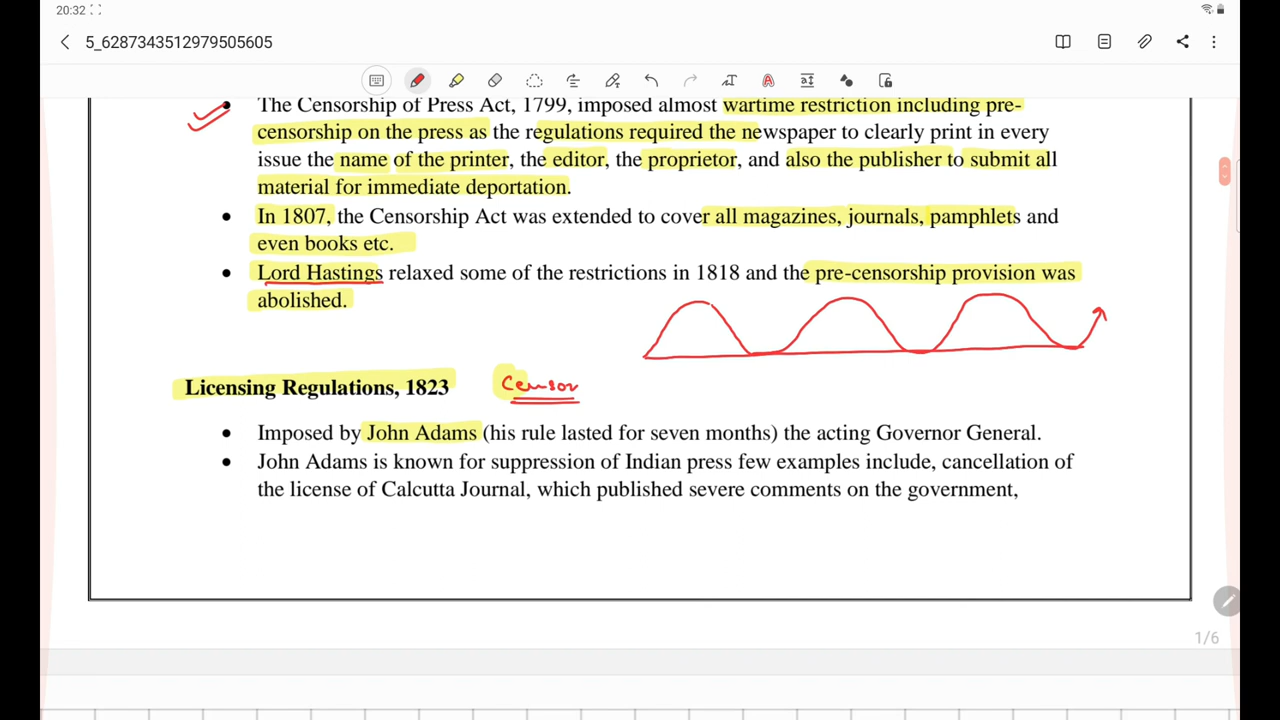 20:32
5_6287343512979505605
• The Censorship of Press Act, 1799, imposed almost wartime restriction including pre-
censorship on the press as the regulations required the newspaper to clearly print in every
issue the name of the printer, the editor, the proprietor, and also the publisher to submit all
material for immediate deportation.
• In 1807, the Censorship Act was extended to cover all magazines, journals, pamphlets and
even books etc.
• Lord Hastings relaxed some of the restrictions in 1818 and the pre-censorship provision was
abolished.
Licensing Regulations, 1823 Censor
• Imposed by John Adams (his rule lasted for seven months) the acting Governor General.
• John Adams is known for suppression of Indian press few examples include, cancellation of
the license of Calcutta Journal, which published severe comments on the government,
1/6